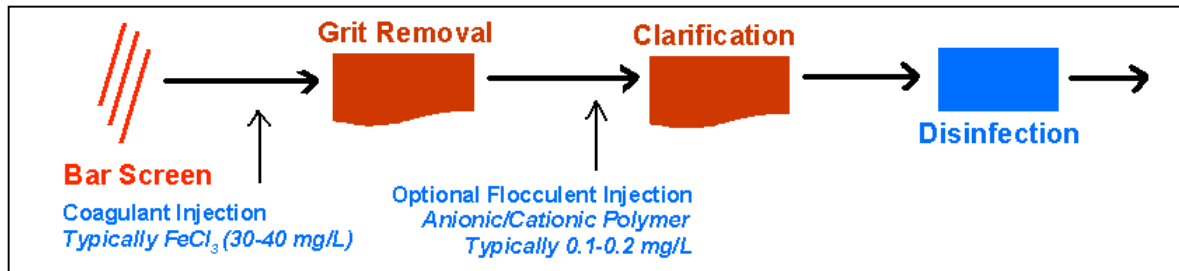 Grit Removal
Clarification
Bar Screen
Disinfection
Coagulant Injection
Typically FeCl₃ (30-40 mg/L)
Optional Flocculent Injection
Anionic/Cationic Polymer
Typically 0.1-0.2 mg/L